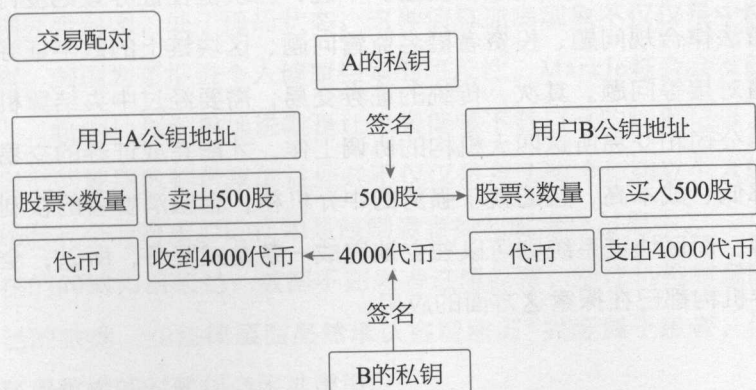 交易配对
A的私钥
签名
用户A公钥地址
用户B公钥地址
股票×数量
卖出500股
500股
股票×数量
买入500股
代币
收到4000代币
4000代币
代币
支出4000代币
签名
B的私钥